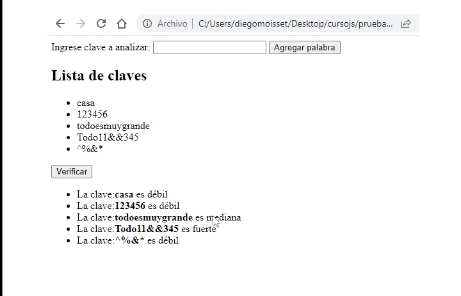 Archivo | C:/Users/diegomoisset/Desktop/cursojs/prueba...
Ingrese clave a analizar: Agregar palabra
Lista de claves
casa
123456
todoesmuygrande
Todo11&&345
^%&*
Verificar
La clave:casa es débil
La clave:123456 es débil
La clave:todoesmuygrande es mediana
La clave:Todo11&&345 es fuerte
La clave:^%&* es débil